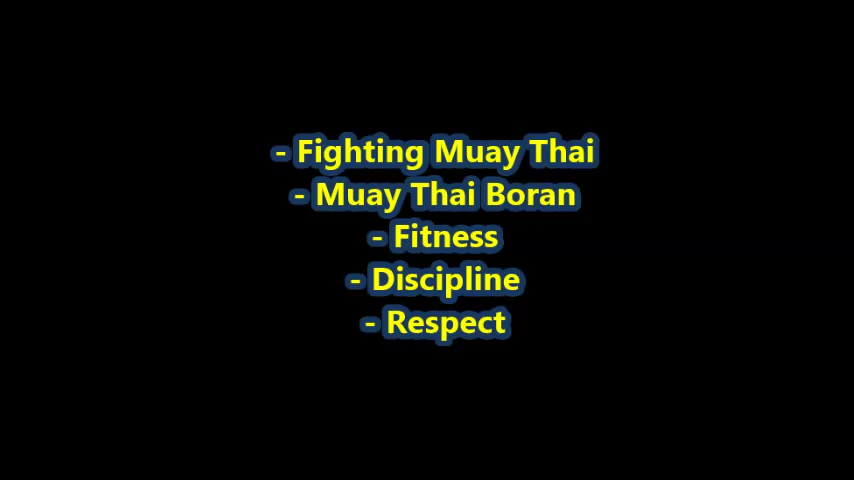 - Fighting Muay Thai
- Muay Thai Boran
- Fitness
- Discipline
- Respect